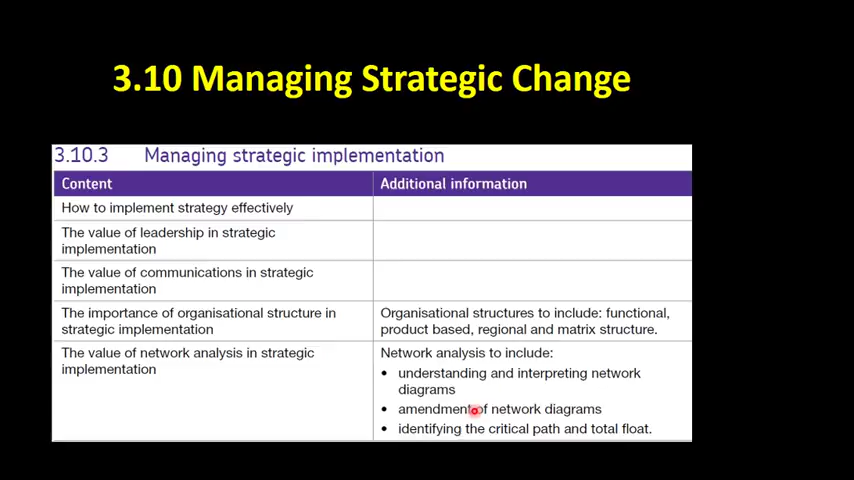 3.10 Managing Strategic Change
3.10.3 Managing strategic implementation
Content Additional information
How to implement strategy effectively
The value of leadership in strategic
implementation
The value of communications in strategic
implementation
The importance of organisational structure in
strategic implementation
Organisational structures to include: functional,
product based, regional and matrix structure.
The value of network analysis in strategic
implementation
Network analysis to include:
• understanding and interpreting network
diagrams
• amendment of network diagrams
• identifying the critical path and total float.